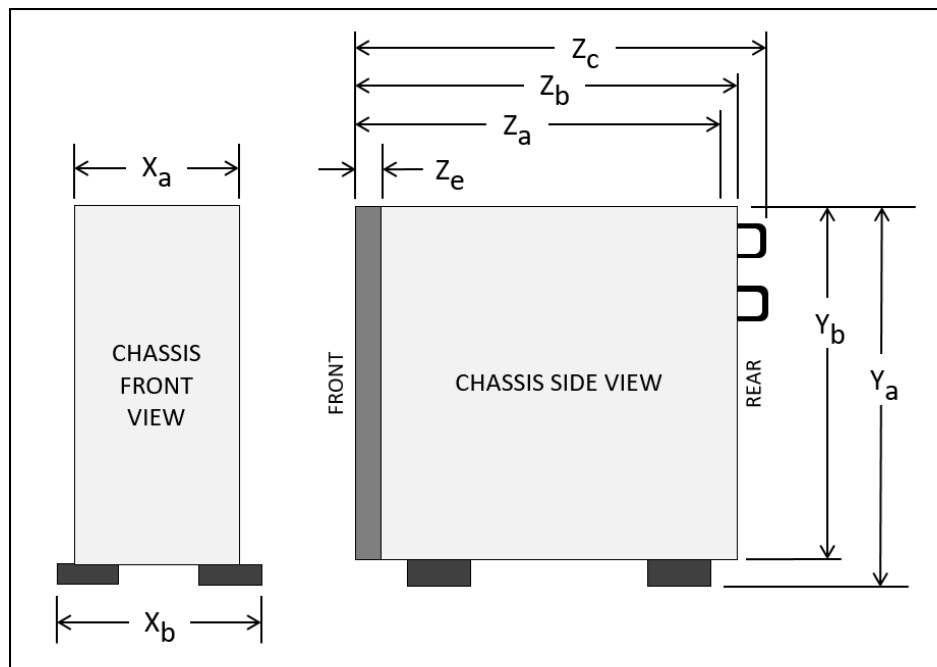 Zc
Zb
Za
Xa
Ze
CHASSIS
FRONT
VIEW
FRONT
CHASSIS SIDE VIEW
REAR
Yb
Ya
Xb